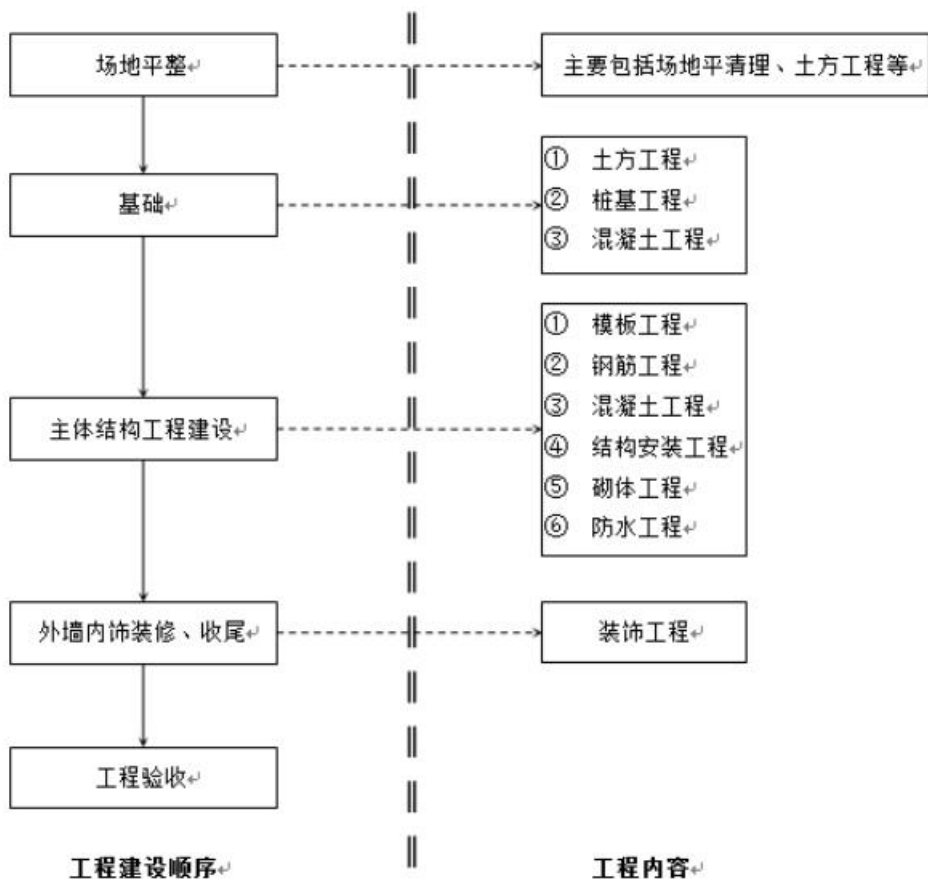 场地平整
主要包括场地平清理、土方工程等
① 土方工程
基础
② 桩基工程
③ 混凝土工程
① 模板工程
② 钢筋工程
③ 混凝土工程
主体结构工程建设
④ 结构安装工程
⑤ 砌体工程
⑥ 防水工程
外墙内饰装修、收尾
装饰工程
工程验收
工程建设顺序
工程内容